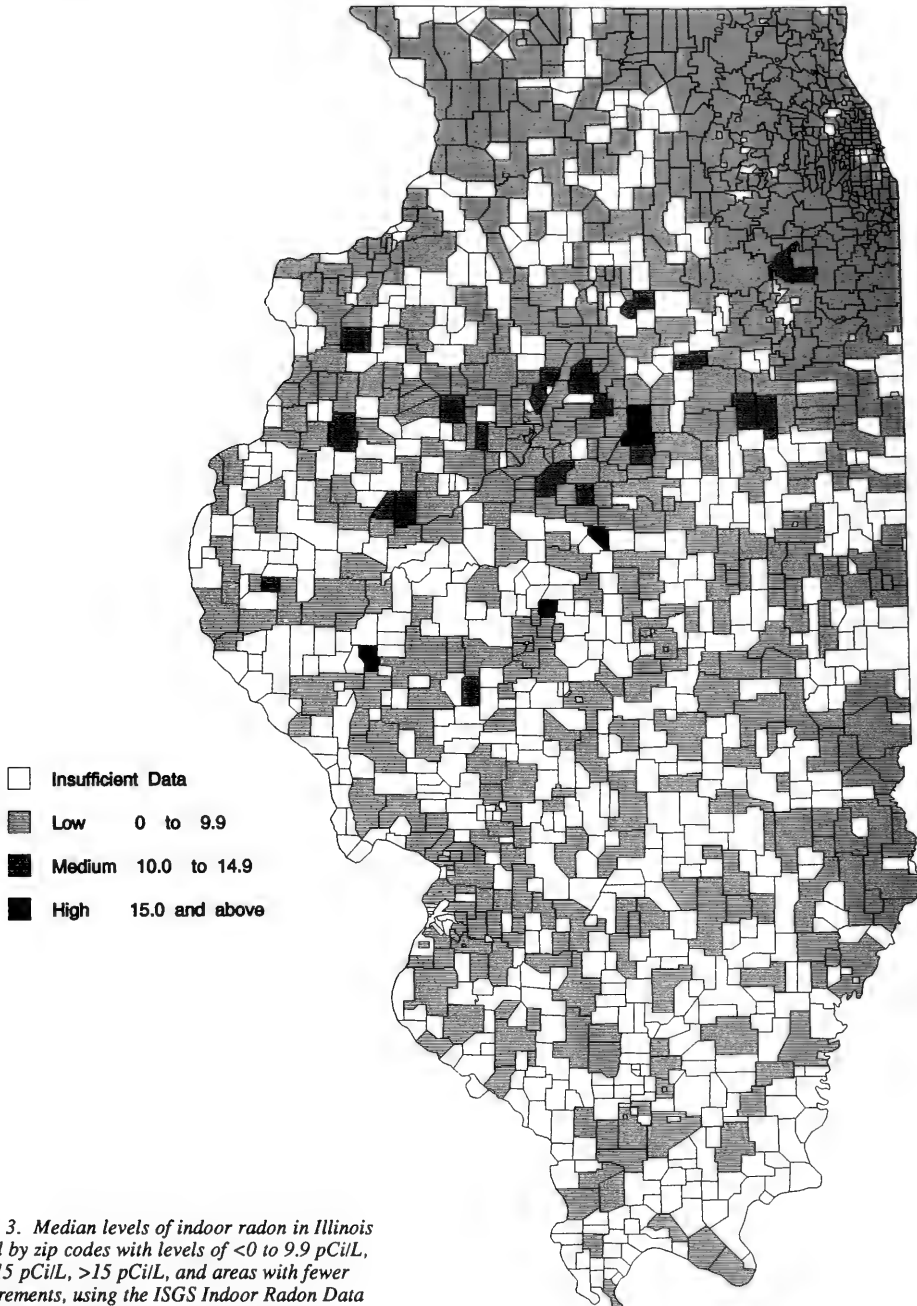 Insufficient Data
Low 0 to 9.9
Medium 10.0 to 14.9
High 15.0 and above
3. Median levels of indoor radon in Illinois
by zip codes with levels of <0 to 9.9 pCi/L,
pCi/L, >15 pCi/L, and areas with fewer
using the ISGS Indoor Radon Data